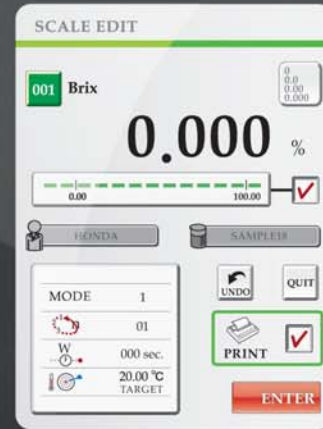 SCALE EDIT
001 Brix
0
0.0
0.00
0.000
0.000 %
0.00 100.00
HONDA SAMPLE18
MODE 1
01
W 000 sec.
20.00 °C
TARGET
UNDO QUIT
PRINT
ENTER